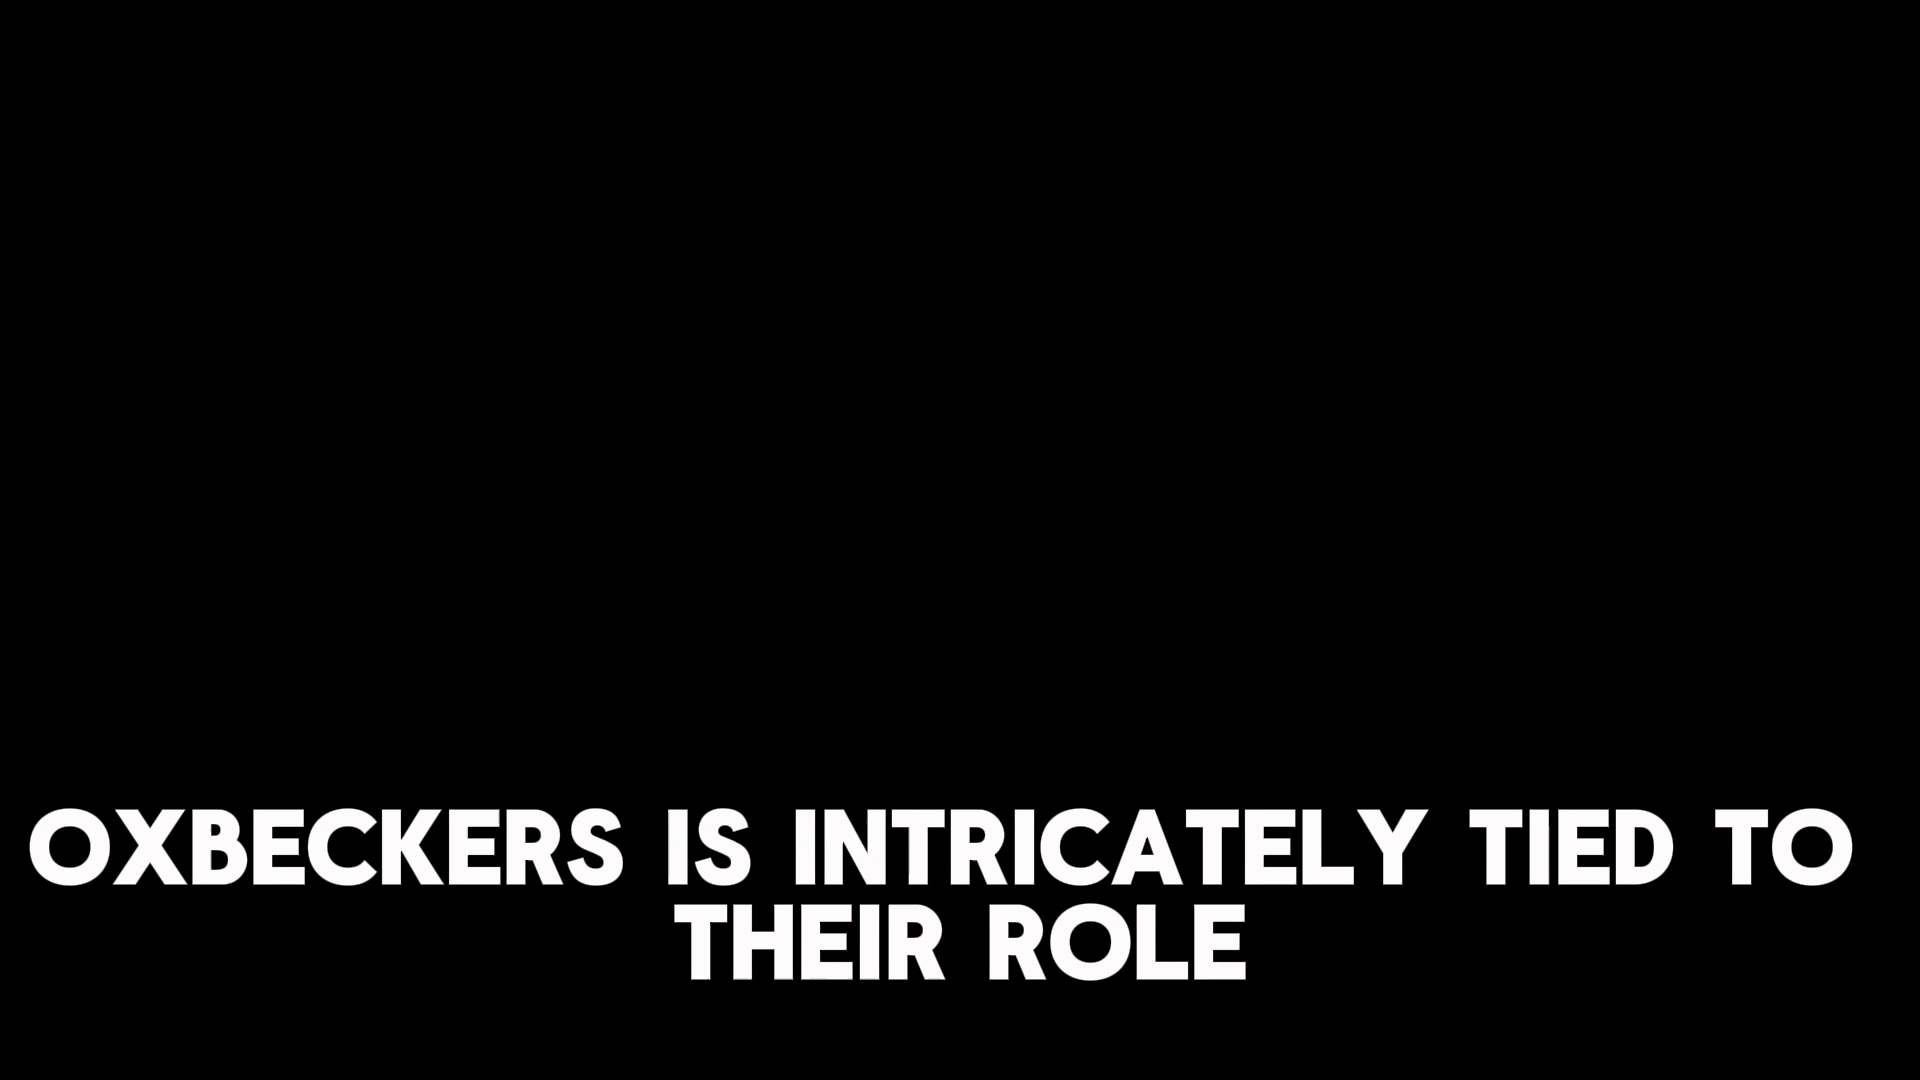 OXBECKERS IS INTRICATELY TIED TO
THEIR ROLE